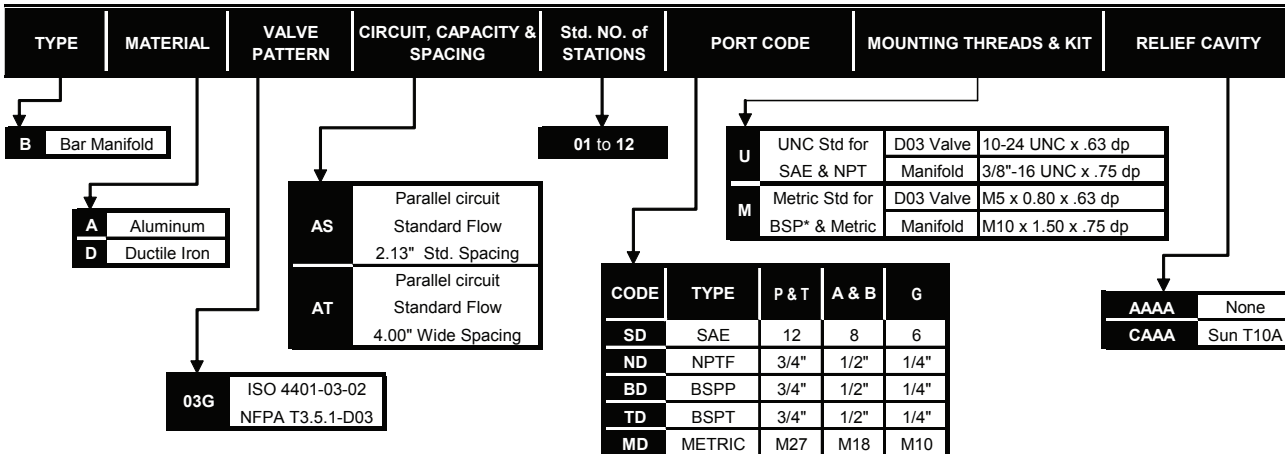 TYPE MATERIAL VALVE PATTERN CIRCUIT, CAPACITY & SPACING Std. NO. of STATIONS PORT CODE MOUNTING THREADS & KIT RELIEF CAVITY
B Bar Manifold
A Aluminum
D Ductile Iron
03G ISO 4401-03-02
NFPA T3.5.1-D03
AS Parallel circuit
Standard Flow
2.13" Std. Spacing
AT Parallel circuit
Standard Flow
4.00" Wide Spacing
01 to 12
CODE TYPE P & T A & B G
SD SAE 12 8 6
ND NPTF 3/4" 1/2" 1/4"
BD BSPP 3/4" 1/2" 1/4"
TD BSPT 3/4" 1/2" 1/4"
MD METRIC M27 M18 M10
U UNC Std for D03 Valve 10-24 UNC x .63 dp
SAE & NPT Manifold 3/8"-16 UNC x .75 dp
M Metric Std for D03 Valve M5 x 0.80 x .63 dp
BSP* & Metric Manifold M10 x 1.50 x .75 dp
AAAA None
CAAA Sun T10A